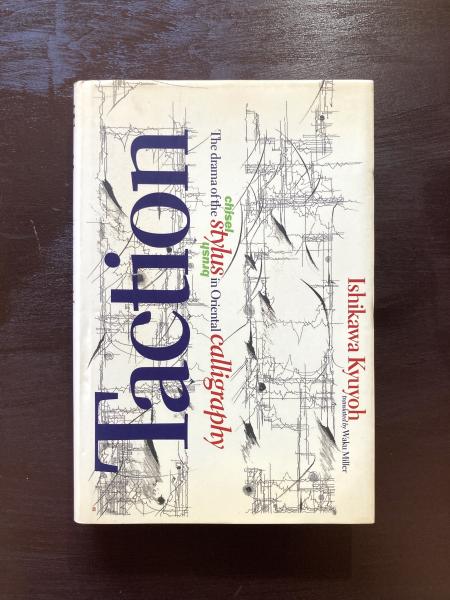 Taction
The drama of the stylus in Oriental calligraphy
chisel
brush
Ishikawa Kyuyoh
translated by Waku Miller